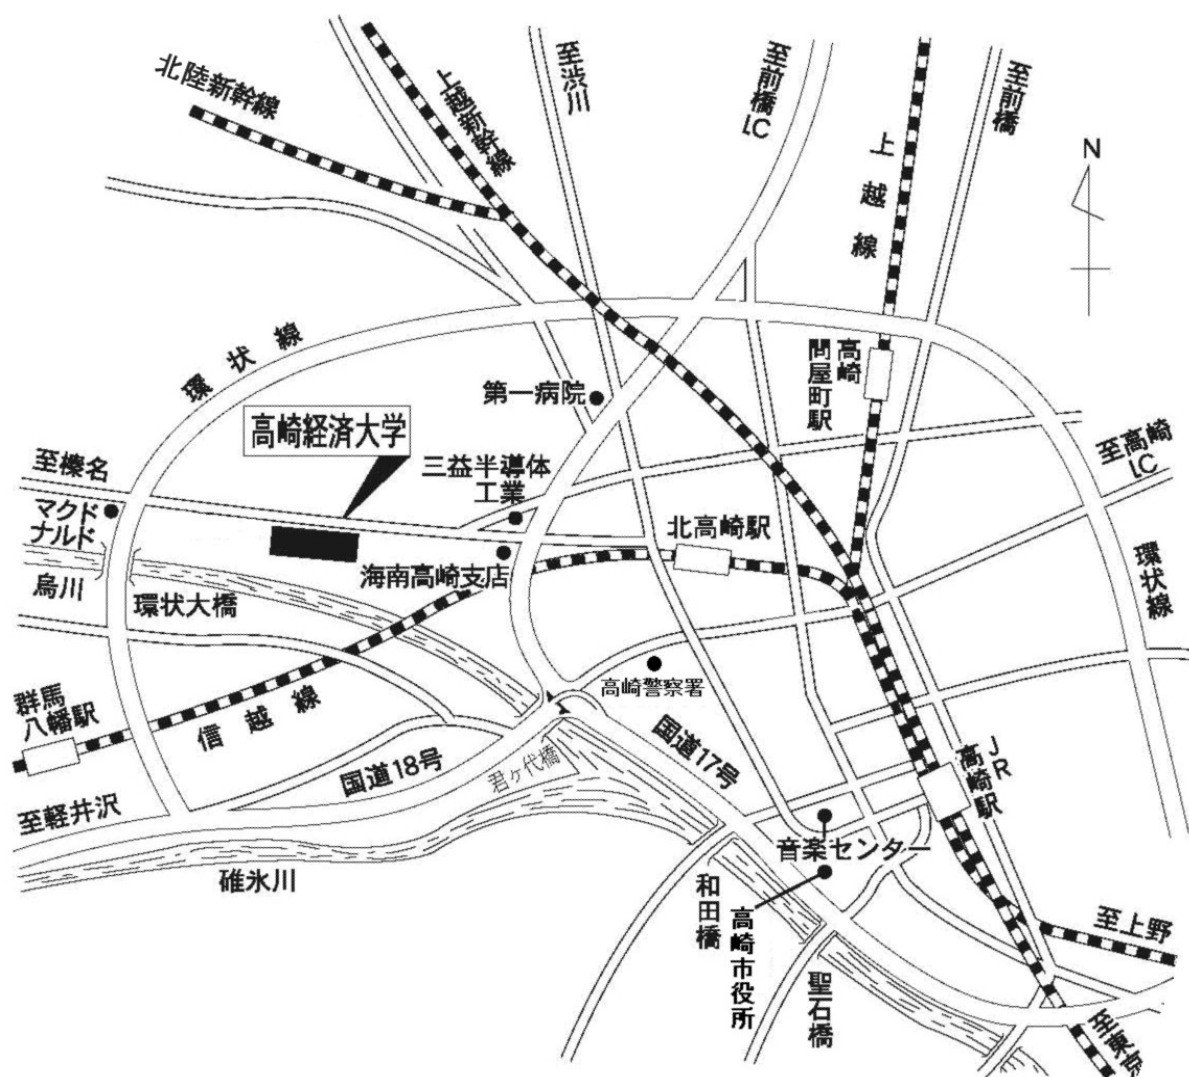 北陸新幹線
上越新幹線
至渋川
至前橋I.C
上越線
至前橋
N
環状線
第一病院
高崎
問屋町駅
高崎経済大学
至榛名
三益半導体
工業
至高崎I.C
マクド
ナルド
北高崎駅
烏川
環状大橋
海南高崎支店
環状線
高崎警察署
群馬
八幡駅
信越線
国道18号
君ヶ代橋
国道17号
JR
高崎駅
至軽井沢
音楽センター
碓氷川
和田橋
高崎市役所
聖石橋
至上野
至東京